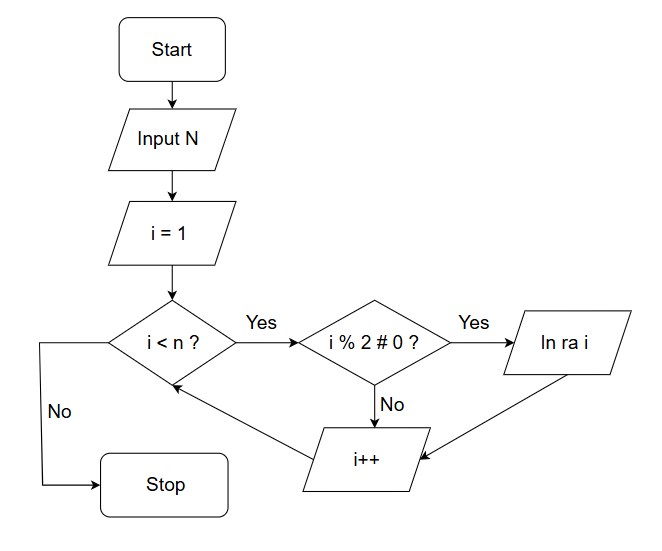 Start
Input N
i = 1
i < n ?
Yes
i % 2 # 0 ?
Yes
In ra i
No
No
i++
Stop